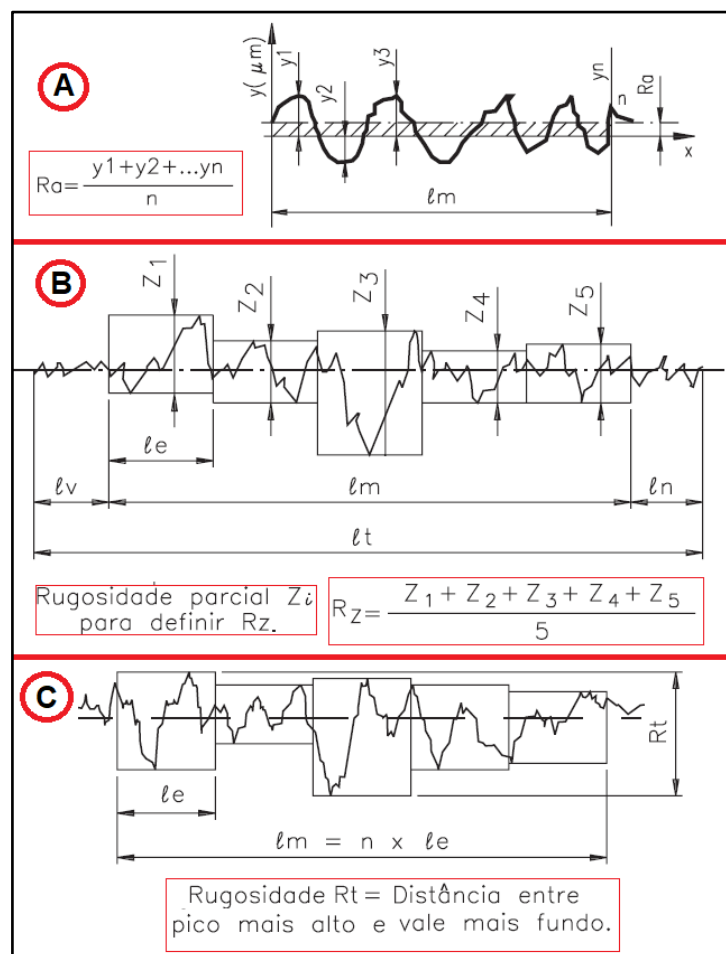 A
y(μm)
y1
y2
y3
yn
n
Ra
x
Ra= y1+y2+...yn
n
ℓm
B
Z1
Z2
Z3
Z4
Z5
ℓe
ℓv
ℓm
ℓn
ℓt
Rugosidade parcial Zi
para definir Rz.
RZ= Z1 + Z2 + Z3 + Z4 + Z5
5
C
Rt
ℓe
ℓm = n x ℓe
Rugosidade Rt = Distância entre
pico mais alto e vale mais fundo.